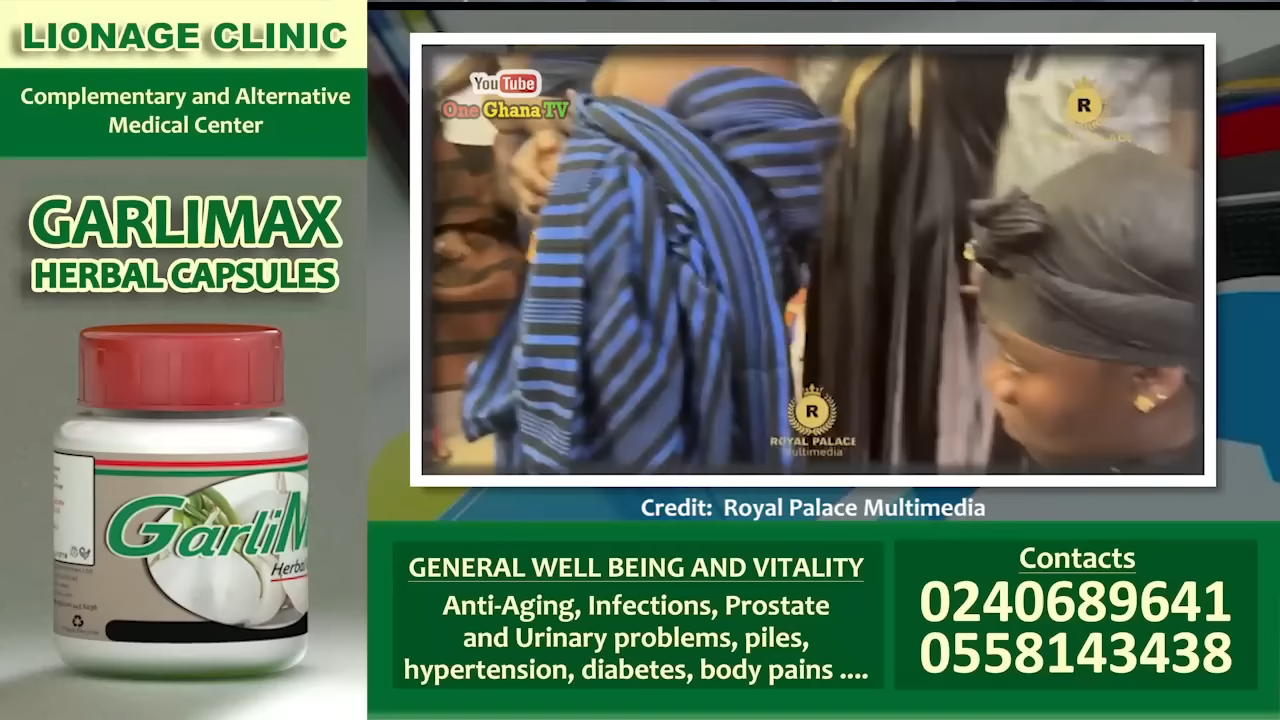 LIONAGE CLINIC
Complementary and Alternative
Medical Center
GARLIMAX
HERBAL CAPSULES
GarliM
Herba
YouTube
One Ghana TV
R
R
ROYAL PALACE
Multimedia
Credit: Royal Palace Multimedia
GENERAL WELL BEING AND VITALITY
Anti-Aging, Infections, Prostate
and Urinary problems, piles,
hypertension, diabetes, body pains ....
Contacts
0240689641
0558143438